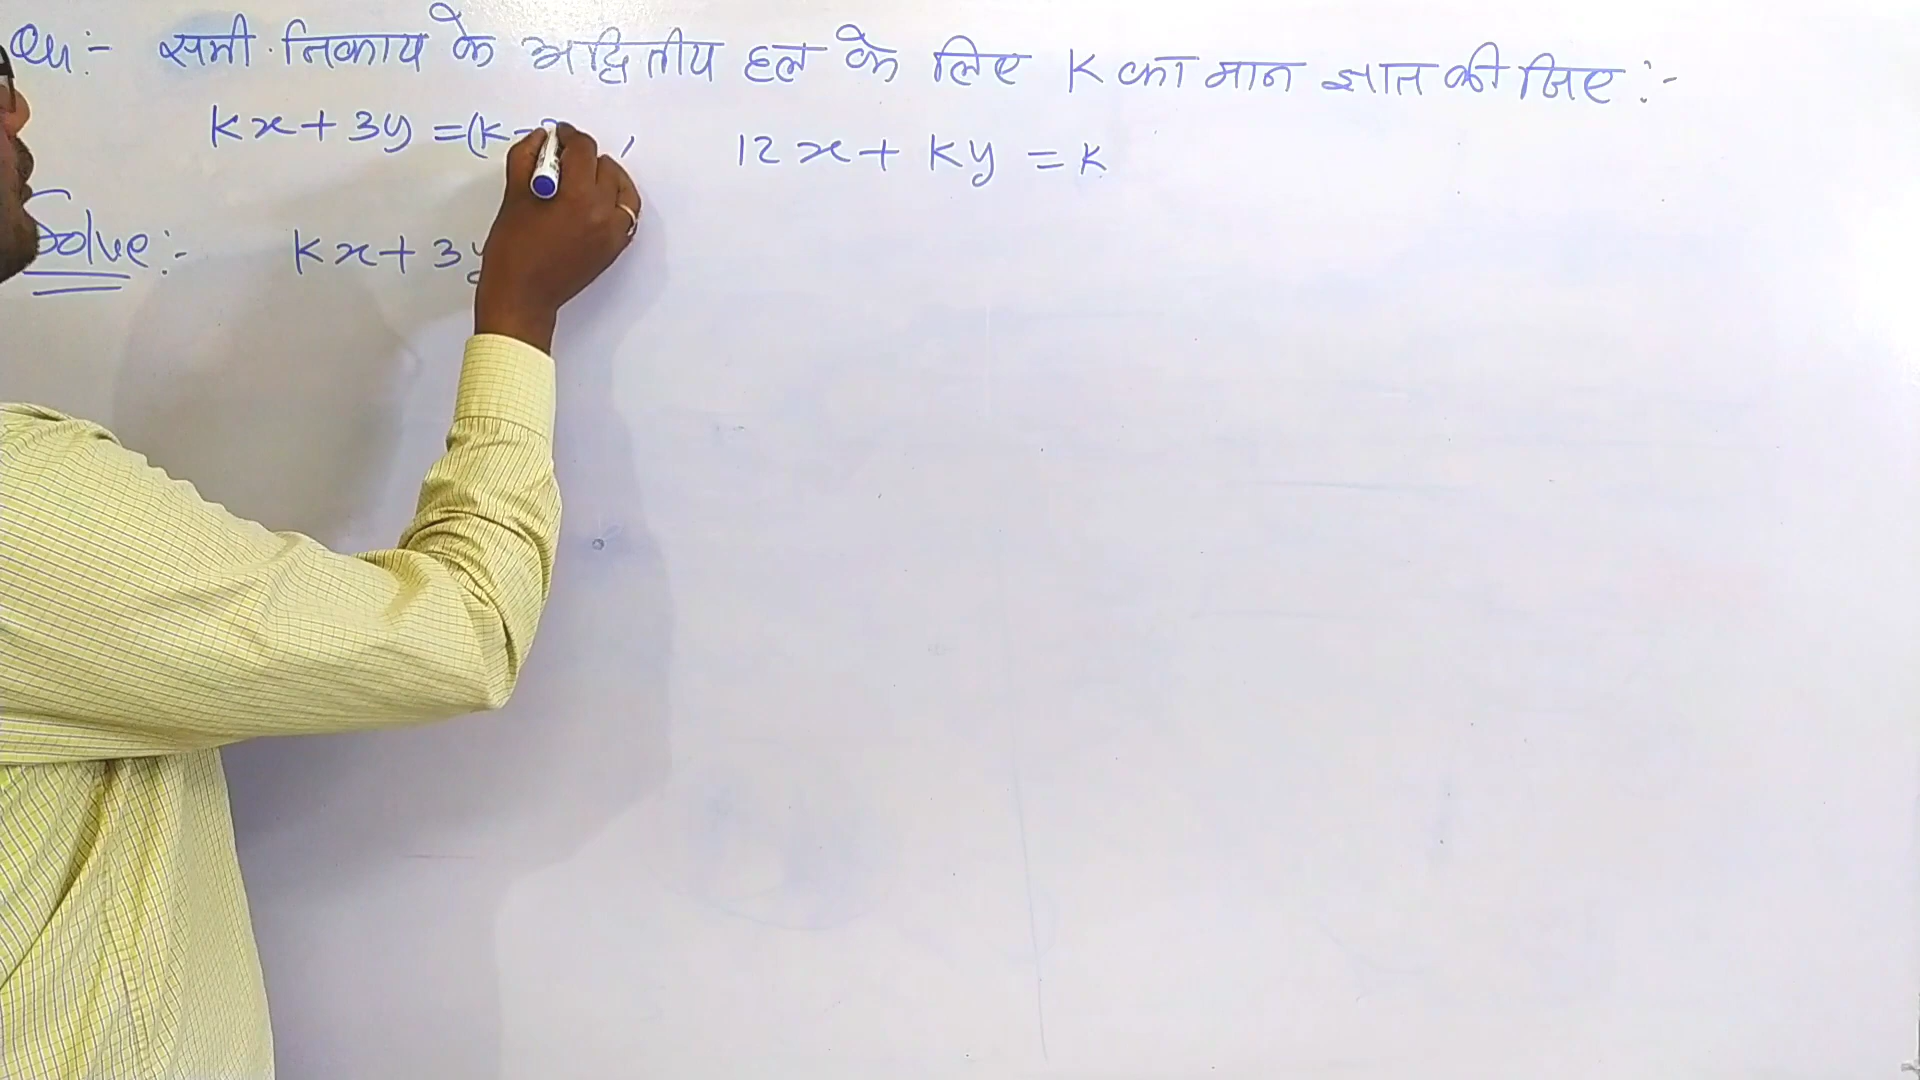 Qu:- समी. निकाय के अद्वितीय हल के लिए K का मान ज्ञात कीजिए :-
Kx + 3y = (K - , 12x + Ky = K
Solve:- Kx + 3y